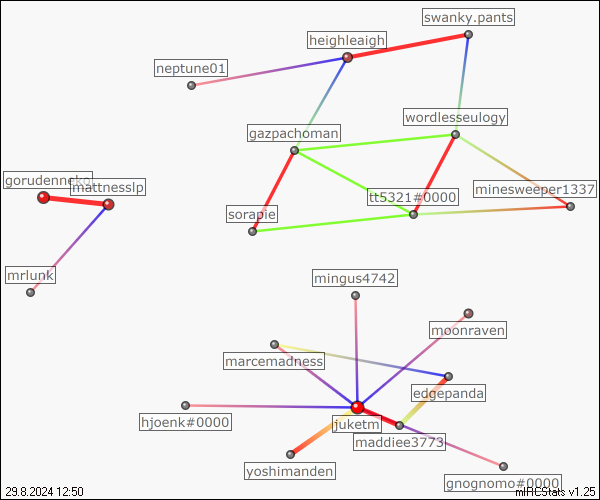 swanky.pants
heighleaigh
neptune01
wordlesseulogy
gazpachoman
gorudenneko
mattnesslp
minesweeper1337
tt5321#0000
sorapie
mrlunk
mingus4742
moonraven
marcemadness
edgepanda
hjoenk#0000
juketm
maddiee3773
yoshimanden
gnognomo#0000
29.8.2024 12:50
mIRCStats v1.25